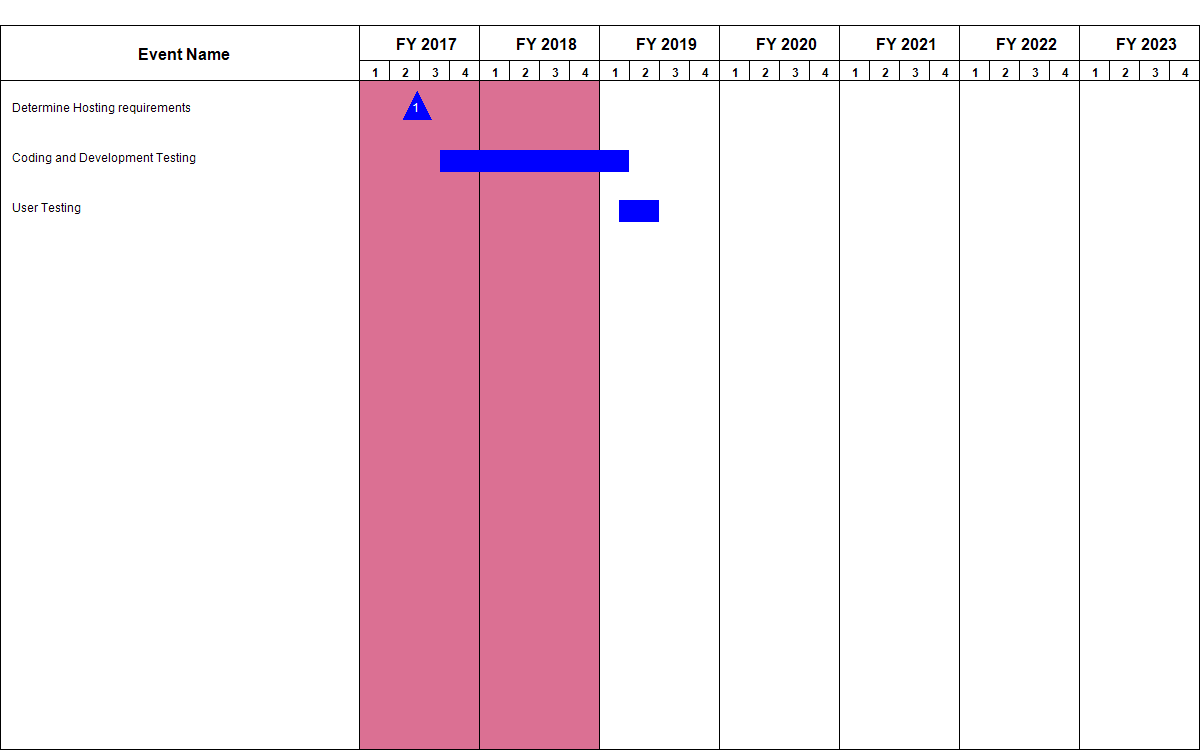 Event Name FY 2017 FY 2018 FY 2019 FY 2020 FY 2021 FY 2022 FY 2023
1 2 3 4 1 2 3 4 1 2 3 4 1 2 3 4 1 2 3 4 1 2 3 4 1 2 3 4
Determine Hosting requirements 1
Coding and Development Testing
User Testing